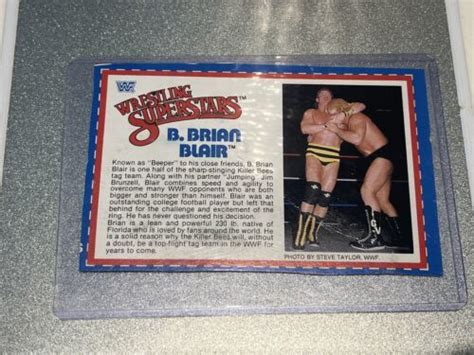 WF
WRESTLING
SUPERSTARS™
B. BRIAN
BLAIR™
Known as "Beeper" to his close friends, B. Brian
Blair is one half of the sharp-stinging Killer Bees
tag team. Along with his partner "Jumping" Jim
Brunzell, Blair combines speed and agility to
overcome many WWF opponents who are both
bigger and stronger than himself. Blair was an
outstanding college football player but left that
behind for the challenge and excitement of the
ring. He has never questioned his decision.
Brian is a lean and powerful 230 lb. native of
Florida who is loved by fans around the world. He
is a solid reason why the Killer Bees will, without
a doubt, be a top-flight tag team in the WWF for
years to come.
PHOTO BY STEVE TAYLOR, WWF.